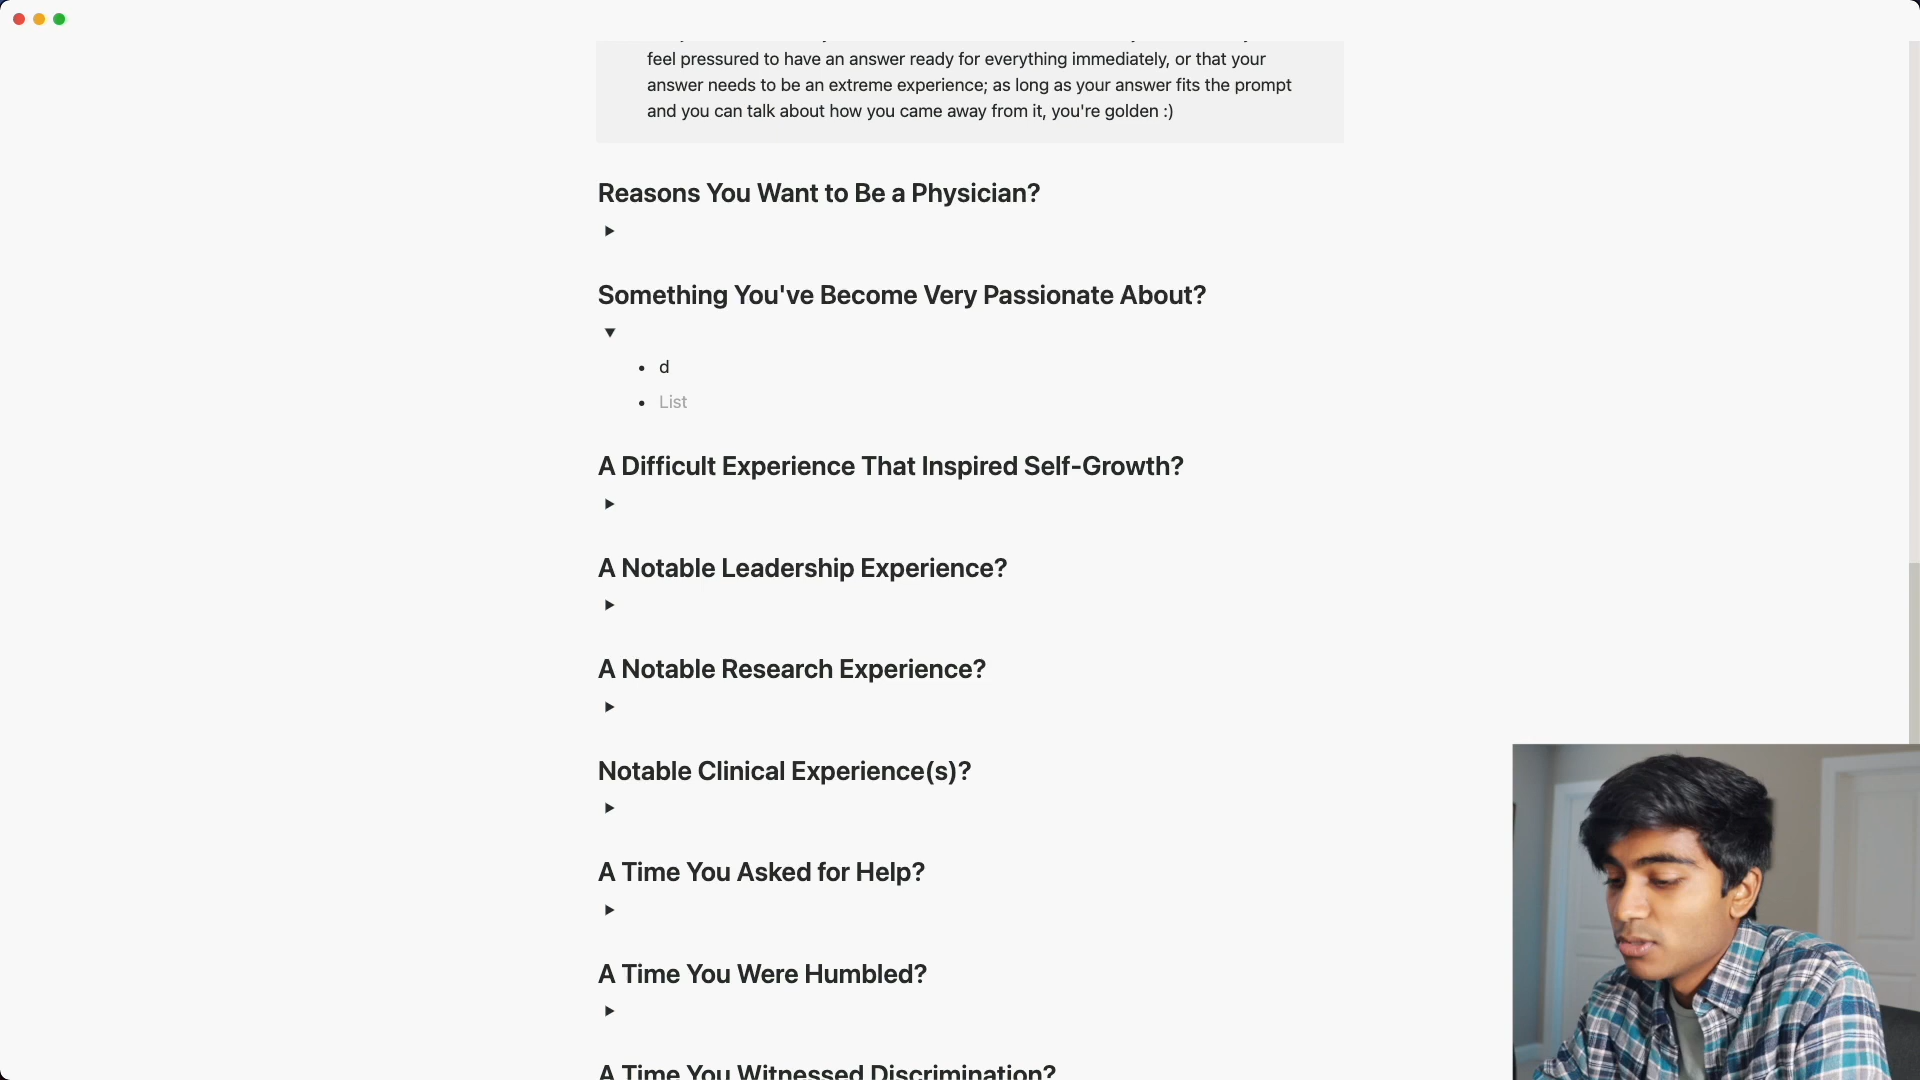 feel pressured to have an answer ready for everything immediately, or that your
answer needs to be an extreme experience; as long as your answer fits the prompt
and you can talk about how you came away from it, you're golden :)
Reasons You Want to Be a Physician?
Something You've Become Very Passionate About?
d
List
A Difficult Experience That Inspired Self-Growth?
A Notable Leadership Experience?
A Notable Research Experience?
Notable Clinical Experience(s)?
A Time You Asked for Help?
A Time You Were Humbled?
A Time You Witnessed Discrimination?